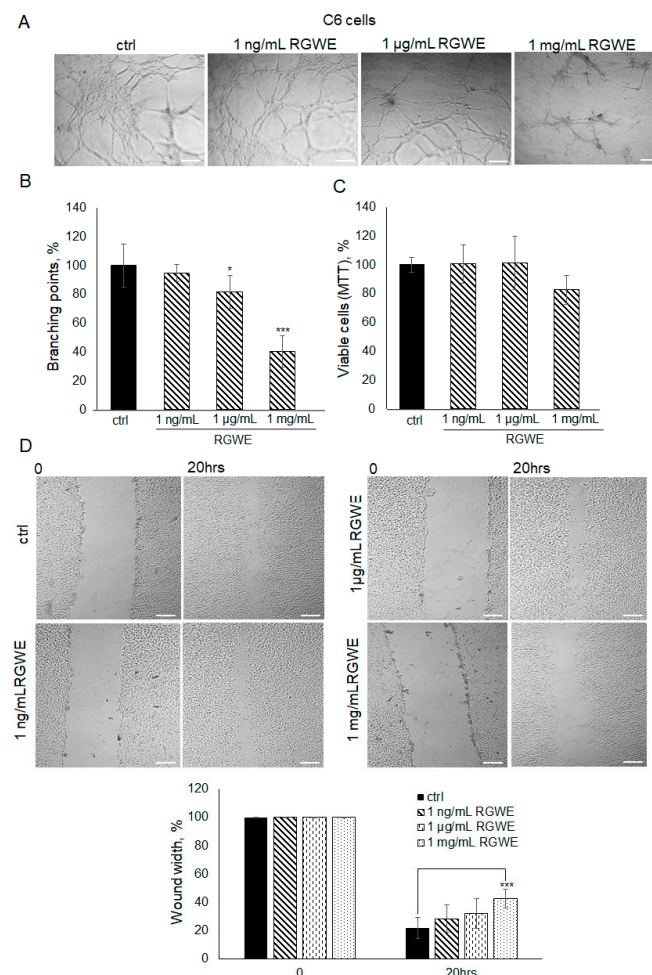 A
C6 cells
ctrl
1 ng/mL RGWE
1 µg/mL RGWE
1 mg/mL RGWE
B
140
120
100
80
60
40
20
0
Branching points, %
*
***
ctrl
1 ng/mL
1 µg/mL
1 mg/mL
RGWE
C
140
120
100
80
60
40
20
0
Viable cells (MTT), %
ctrl
1 ng/mL
1 µg/mL
1 mg/mL
RGWE
D
0
20hrs
ctrl
1 ng/mLRGWE
0
20hrs
1µg/mL RGWE
1 mg/mLRGWE
120
100
80
60
40
20
0
Wound width, %
ctrl
1 ng/mL RGWE
1 µg/mL RGWE
1 mg/mL RGWE
***
0
20hrs